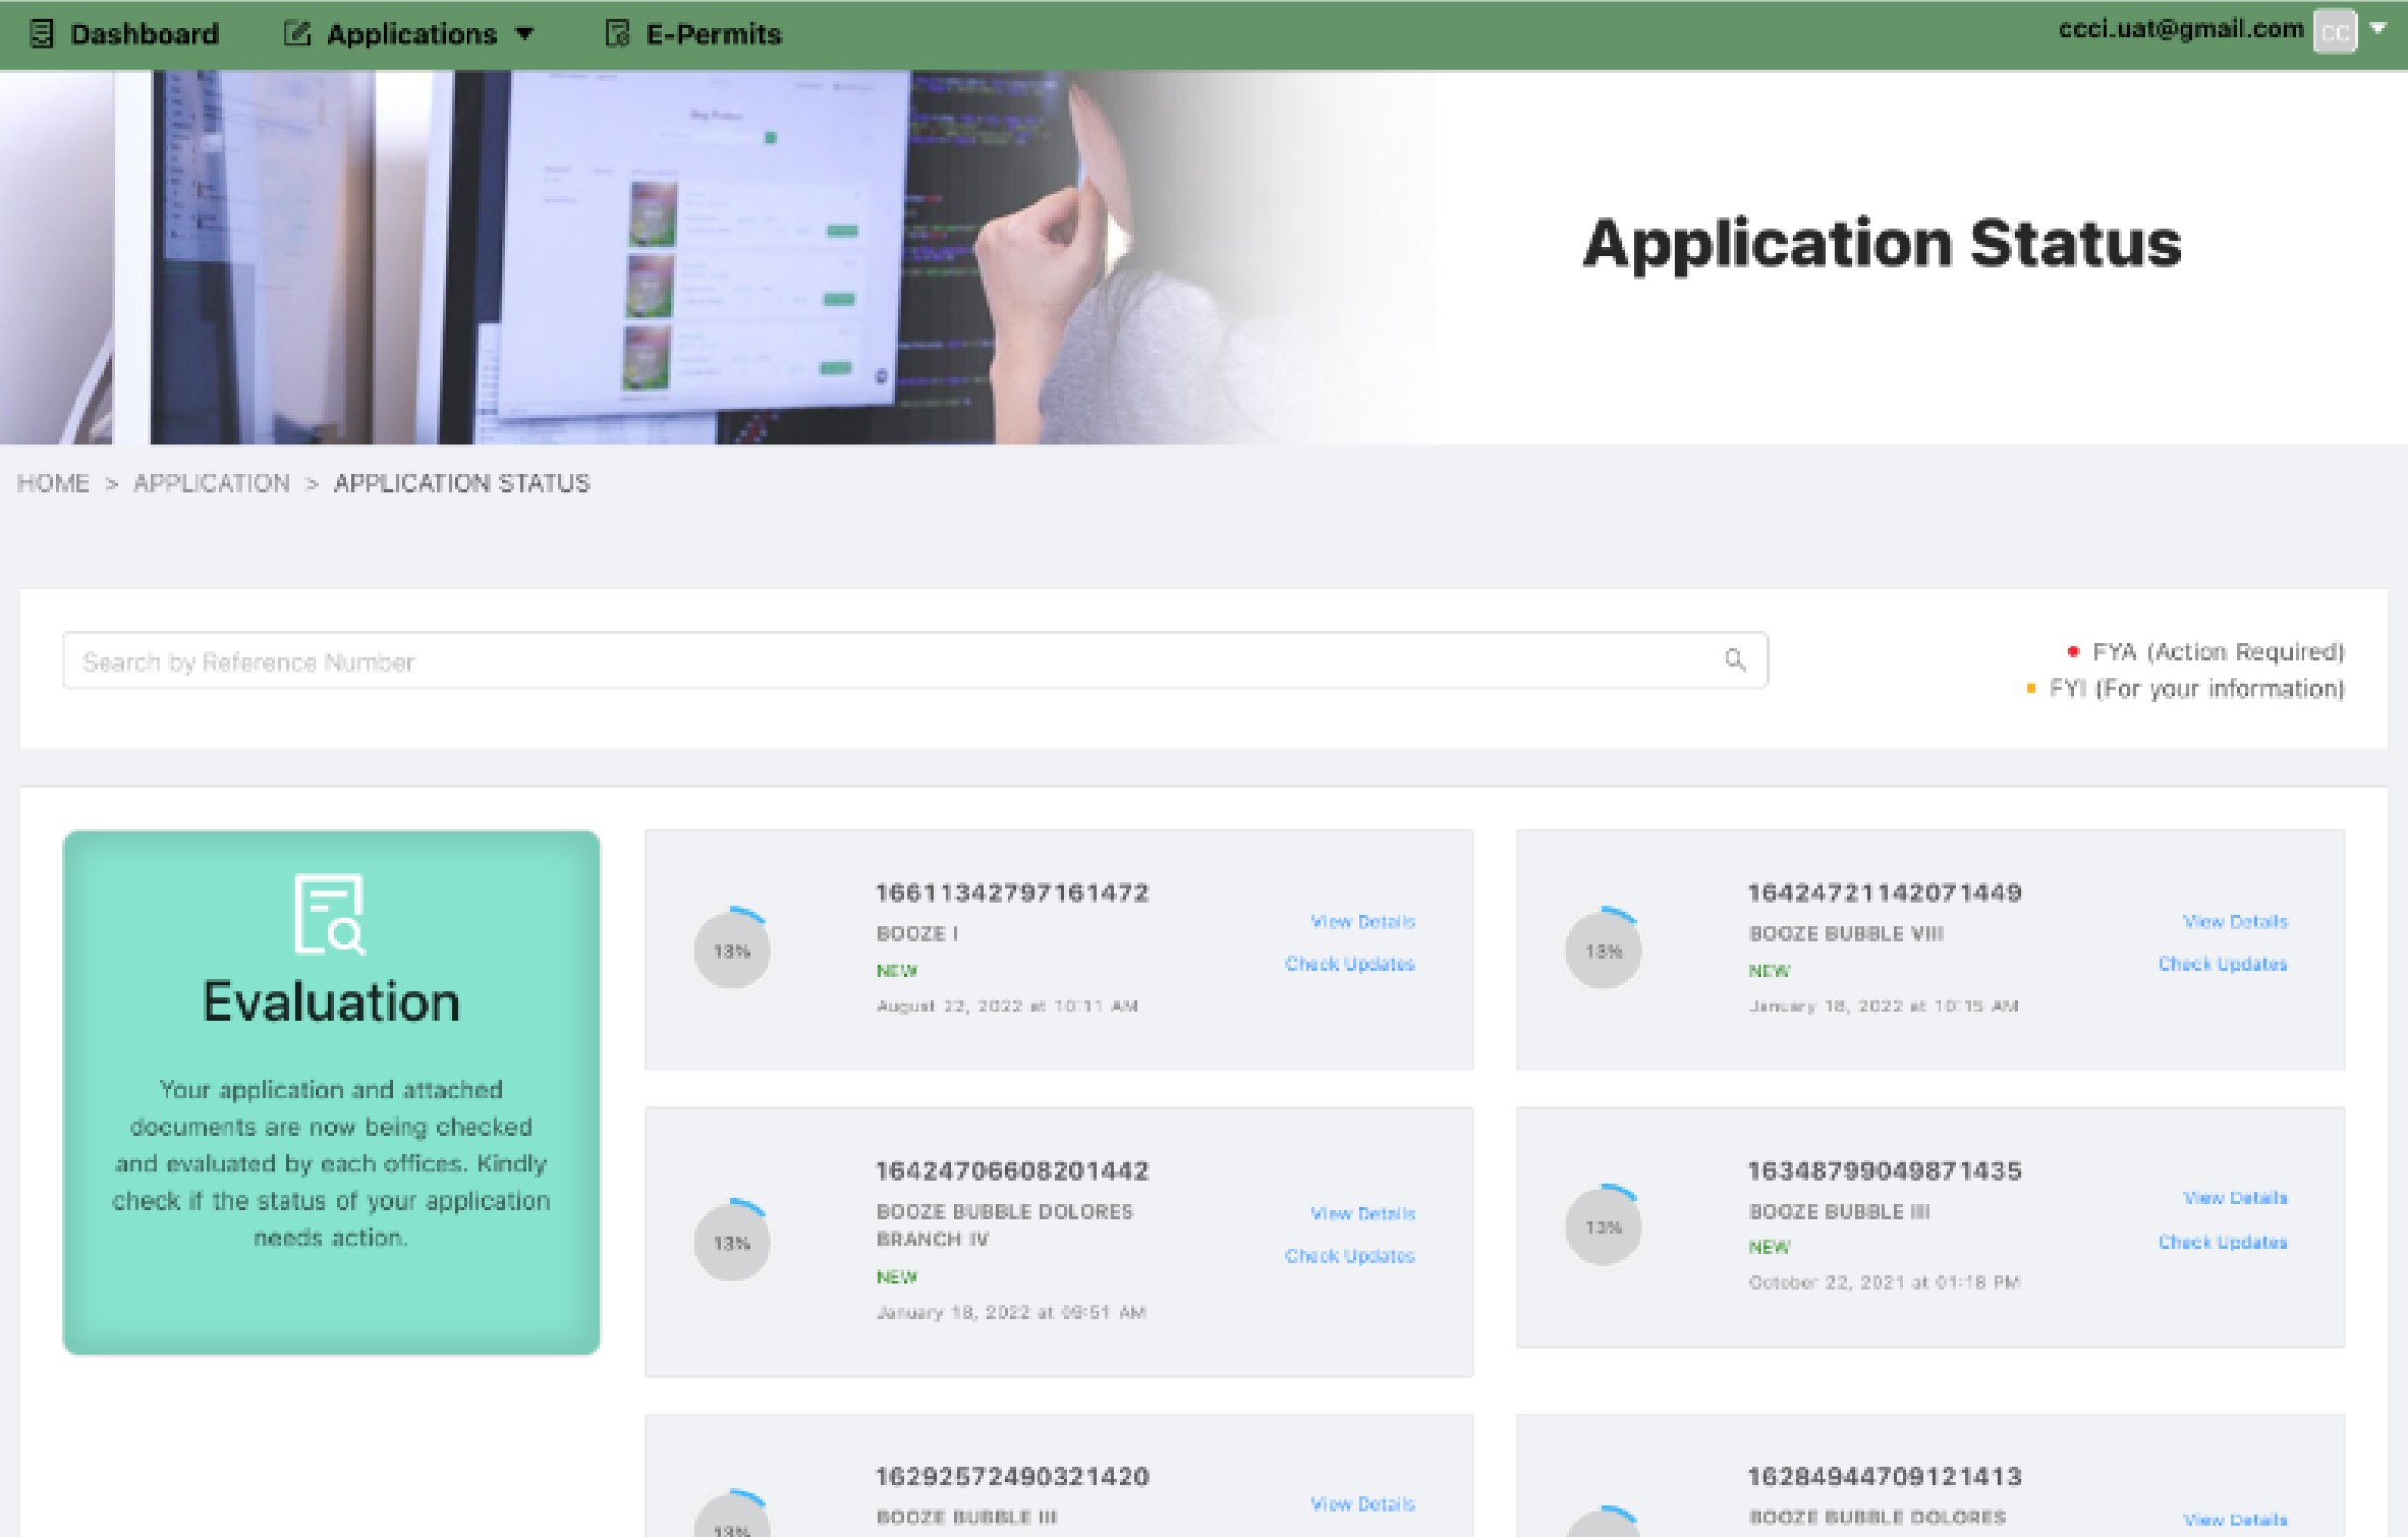 Dashboard
Applications
E-Permits
ccci.uat@gmail.com
CC
Application Status
HOME > APPLICATION > APPLICATION STATUS
Search by Reference Number
FYA (Action Required)
FYI (For your information)
Evaluation
Your application and attached
documents are now being checked
and evaluated by each offices. Kindly
check if the status of your application
needs action.
13%
16611342797161472
BOOZE I
NEW
August 22, 2022 at 10:11 AM
View Details
Check Updates
13%
16424721142071449
BOOZE BUBBLE VIII
NEW
January 18, 2022 at 10:15 AM
View Details
Check Updates
13%
16424706608201442
BOOZE BUBBLE DOLORES
BRANCH IV
NEW
January 18, 2022 at 09:51 AM
View Details
Check Updates
13%
16348799049871435
BOOZE BUBBLE III
NEW
October 22, 2021 at 01:18 PM
View Details
Check Updates
13%
16292572490321420
BOOZE BUBBLE III
View Details
16284944709121413
BOOZE BUBBLE DOLORES
View Details